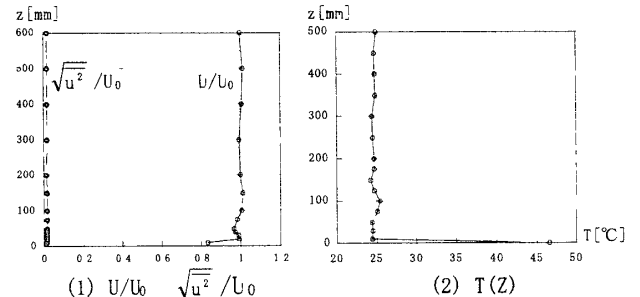 z[mm]
600
500
400
300
200
100
0
√u² /U₀
U/U₀
0 0 2 0 4 0 6 0 8 1 1 2
(1) U/U₀ √u² /U₀
z[mm]
500
400
300
200
100
0
T[℃]
20 25 30 35 40 45 50
(2) T(Z)